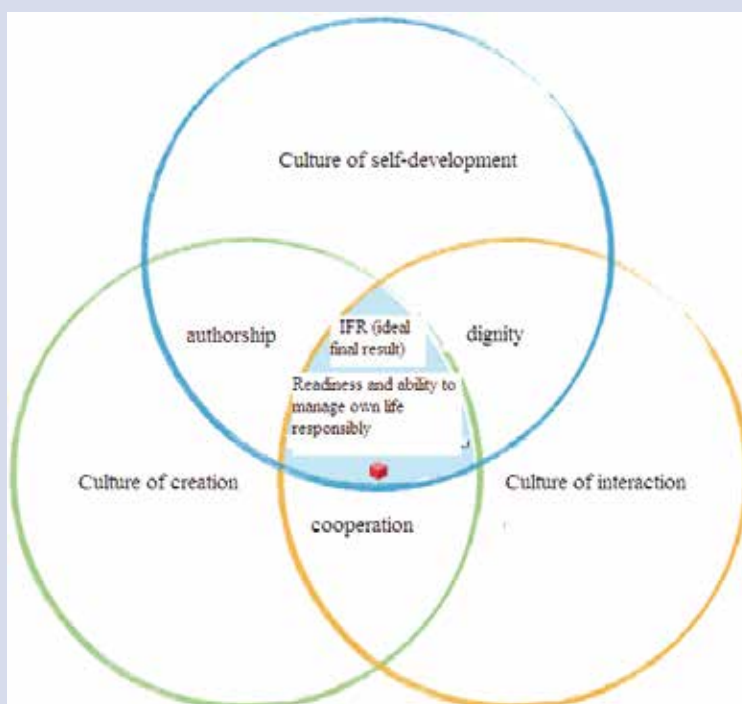 Culture of self-development
authorship
IFR (ideal
final result)
dignity
Readiness and ability to
manage own life
responsibly
Culture of creation
Culture of interaction
cooperation